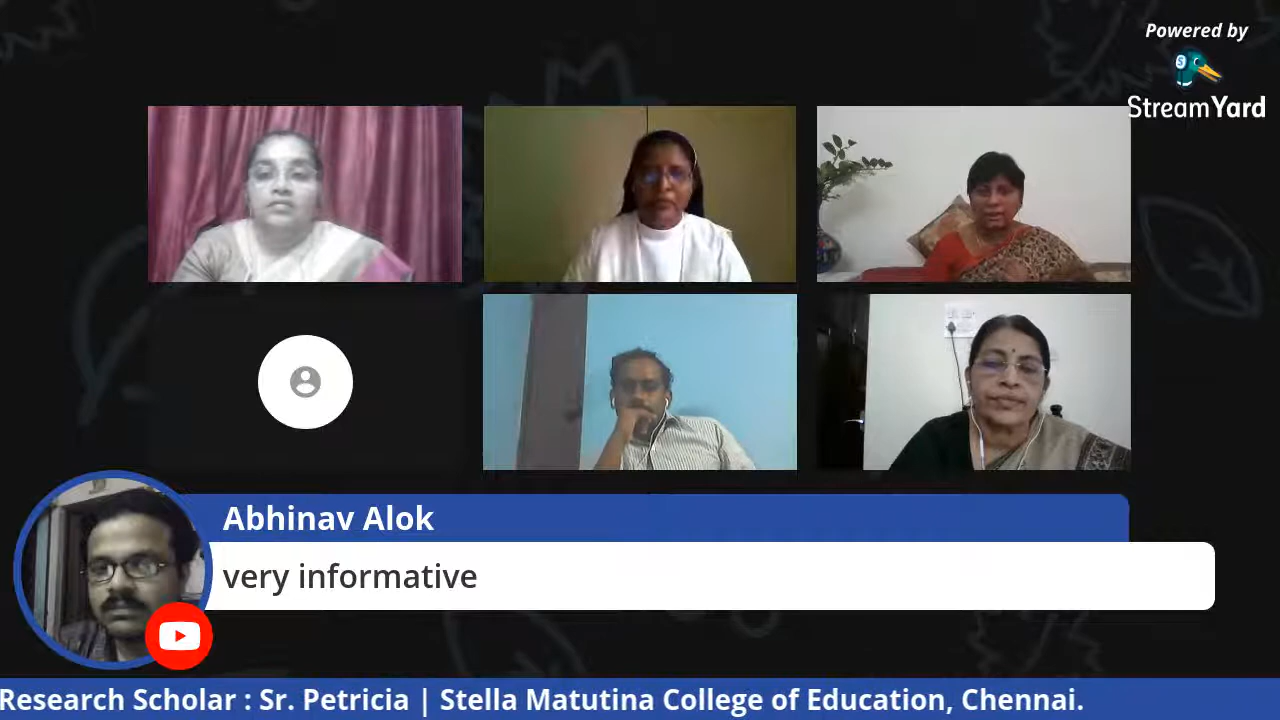 Powered by
StreamYard
Abhinav Alok
very informative
Research Scholar : Sr. Petricia | Stella Matutina College of Education, Chennai.